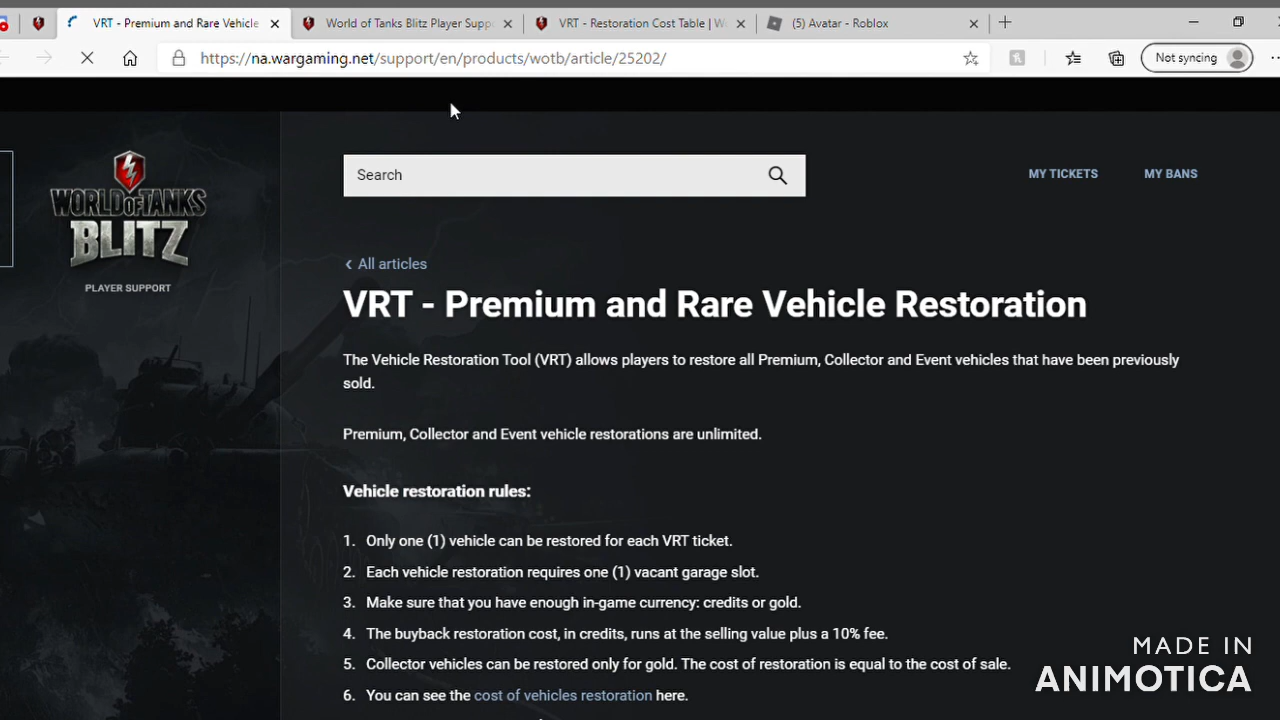 VRT - Premium and Rare Vehicle
World of Tanks Blitz Player Supp
VRT - Restoration Cost Table | W
(5) Avatar - Roblox
https://na.wargaming.net/support/en/products/wotb/article/25202/
Not syncing
Search
MY TICKETS
MY BANS
WORLD OF TANKS
BLITZ
PLAYER SUPPORT
‹ All articles
VRT - Premium and Rare Vehicle Restoration
The Vehicle Restoration Tool (VRT) allows players to restore all Premium, Collector and Event vehicles that have been previously
sold.
Premium, Collector and Event vehicle restorations are unlimited.
Vehicle restoration rules:
1. Only one (1) vehicle can be restored for each VRT ticket.
2. Each vehicle restoration requires one (1) vacant garage slot.
3. Make sure that you have enough in-game currency: credits or gold.
4. The buyback restoration cost, in credits, runs at the selling value plus a 10% fee.
5. Collector vehicles can be restored only for gold. The cost of restoration is equal to the cost of sale.
6. You can see the cost of vehicles restoration here.
MADE IN
ANIMOTICA